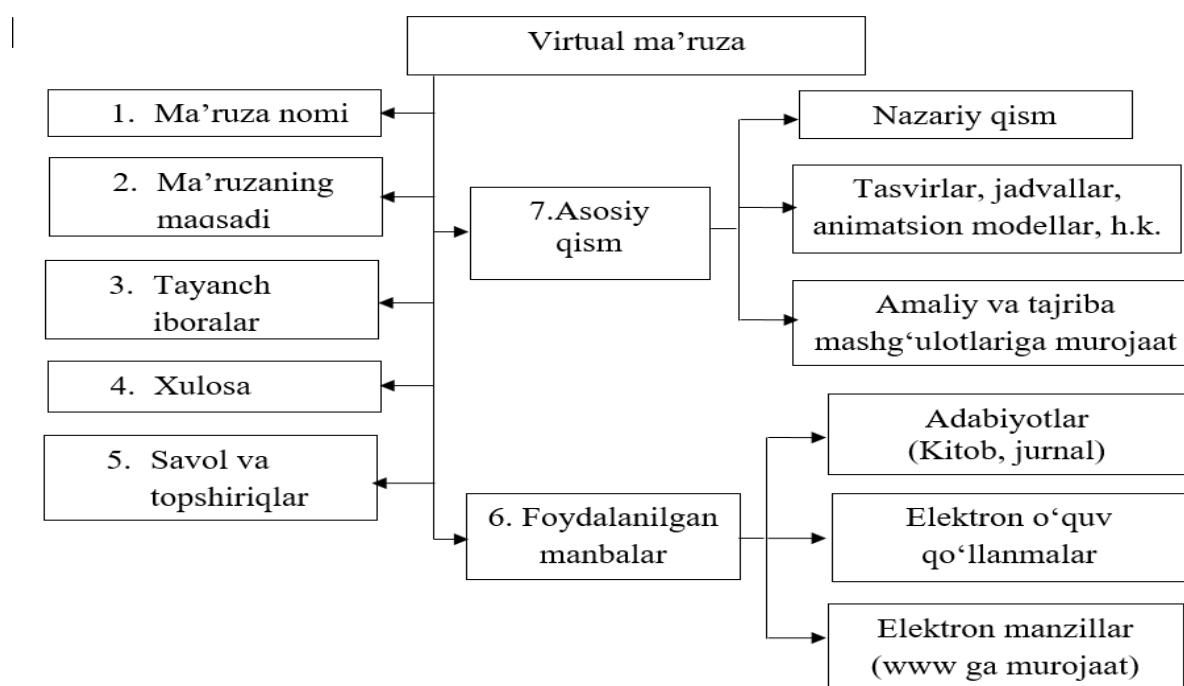 Virtual ma’ruza
1. Ma’ruza nomi
2. Ma’ruzaning
maqsadi
3. Tayanch
iboralar
4. Xulosa
5. Savol va
topshiriqlar
7.Asosiy
qism
Nazariy qism
Tasvirlar, jadvallar,
animatsion modellar, h.k.
Amaliy va tajriba
mashg‘ulotlariga murojaat
6. Foydalanilgan
manbalar
Adabiyotlar
(Kitob, jurnal)
Elektron o‘quv
qo‘llanmalar
Elektron manzillar
(www ga murojaat)